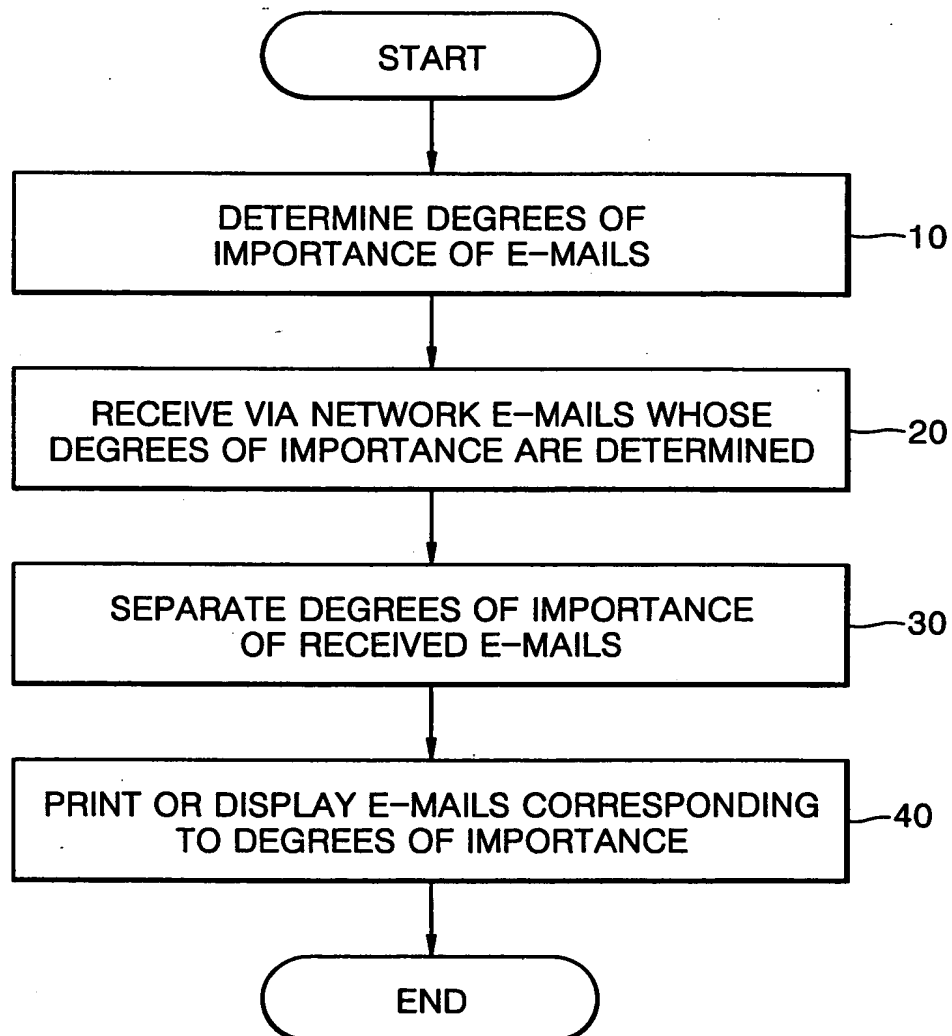 START
DETERMINE DEGREES OF
IMPORTANCE OF E-MAILS
10
RECEIVE VIA NETWORK E-MAILS WHOSE
DEGREES OF IMPORTANCE ARE DETERMINED
20
SEPARATE DEGREES OF IMPORTANCE
OF RECEIVED E-MAILS
30
PRINT OR DISPLAY E-MAILS CORRESPONDING
TO DEGREES OF IMPORTANCE
40
END